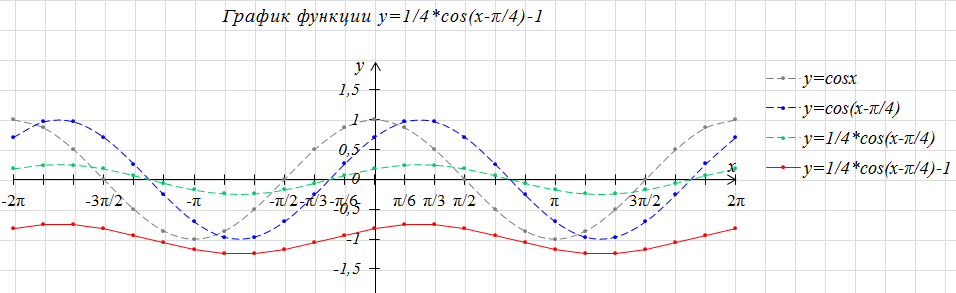 График функции y=1/4*cos(x-π/4)-1
y
1,5
1
0,5
0
-0,5
-1
-1,5
x
-2π -3π/2 -π -π/2 -π/3 -π/6 π/6 π/3 π/2 π 3π/2 2π
y=cosx
y=cos(x-π/4)
y=1/4*cos(x-π/4)
y=1/4*cos(x-π/4)-1